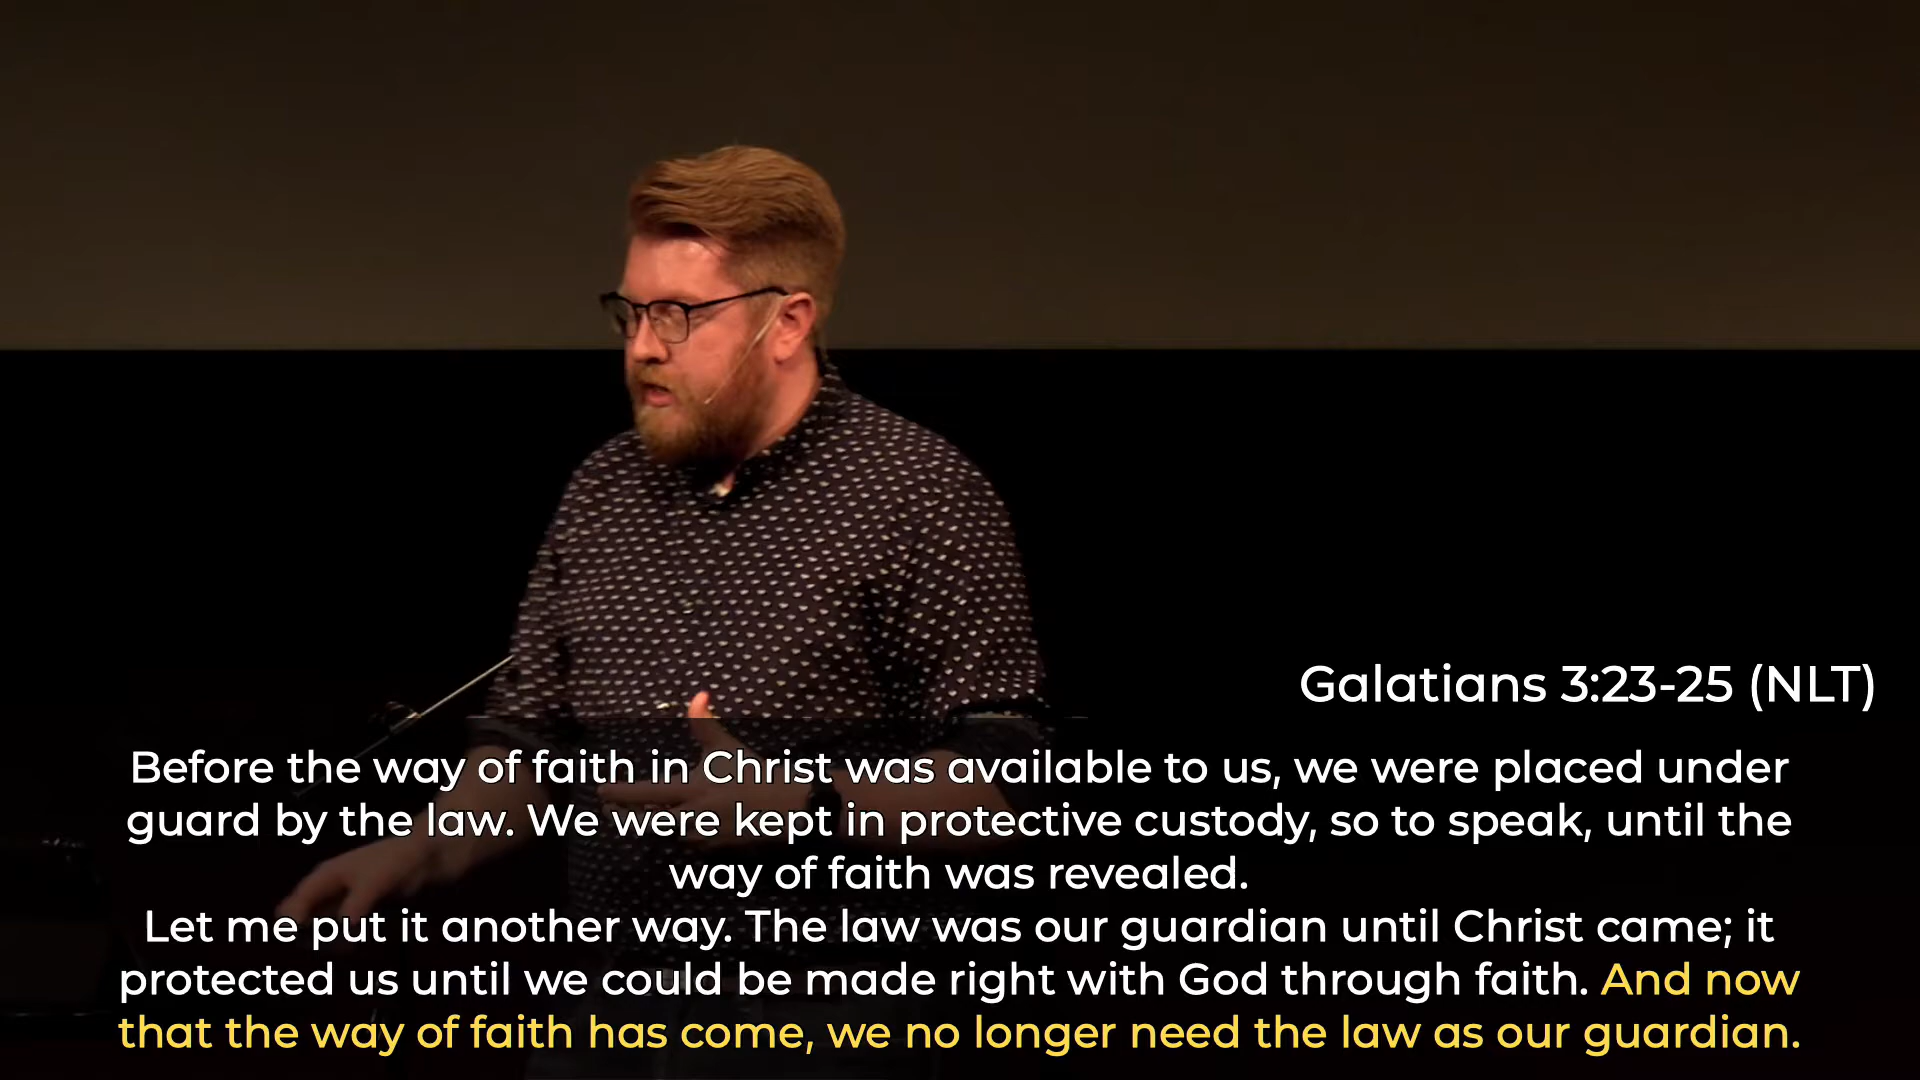 Galatians 3:23-25 (NLT)
Before the way of faith in Christ was available to us, we were placed under
guard by the law. We were kept in protective custody, so to speak, until the
way of faith was revealed.
Let me put it another way. The law was our guardian until Christ came; it
protected us until we could be made right with God through faith. And now
that the way of faith has come, we no longer need the law as our guardian.